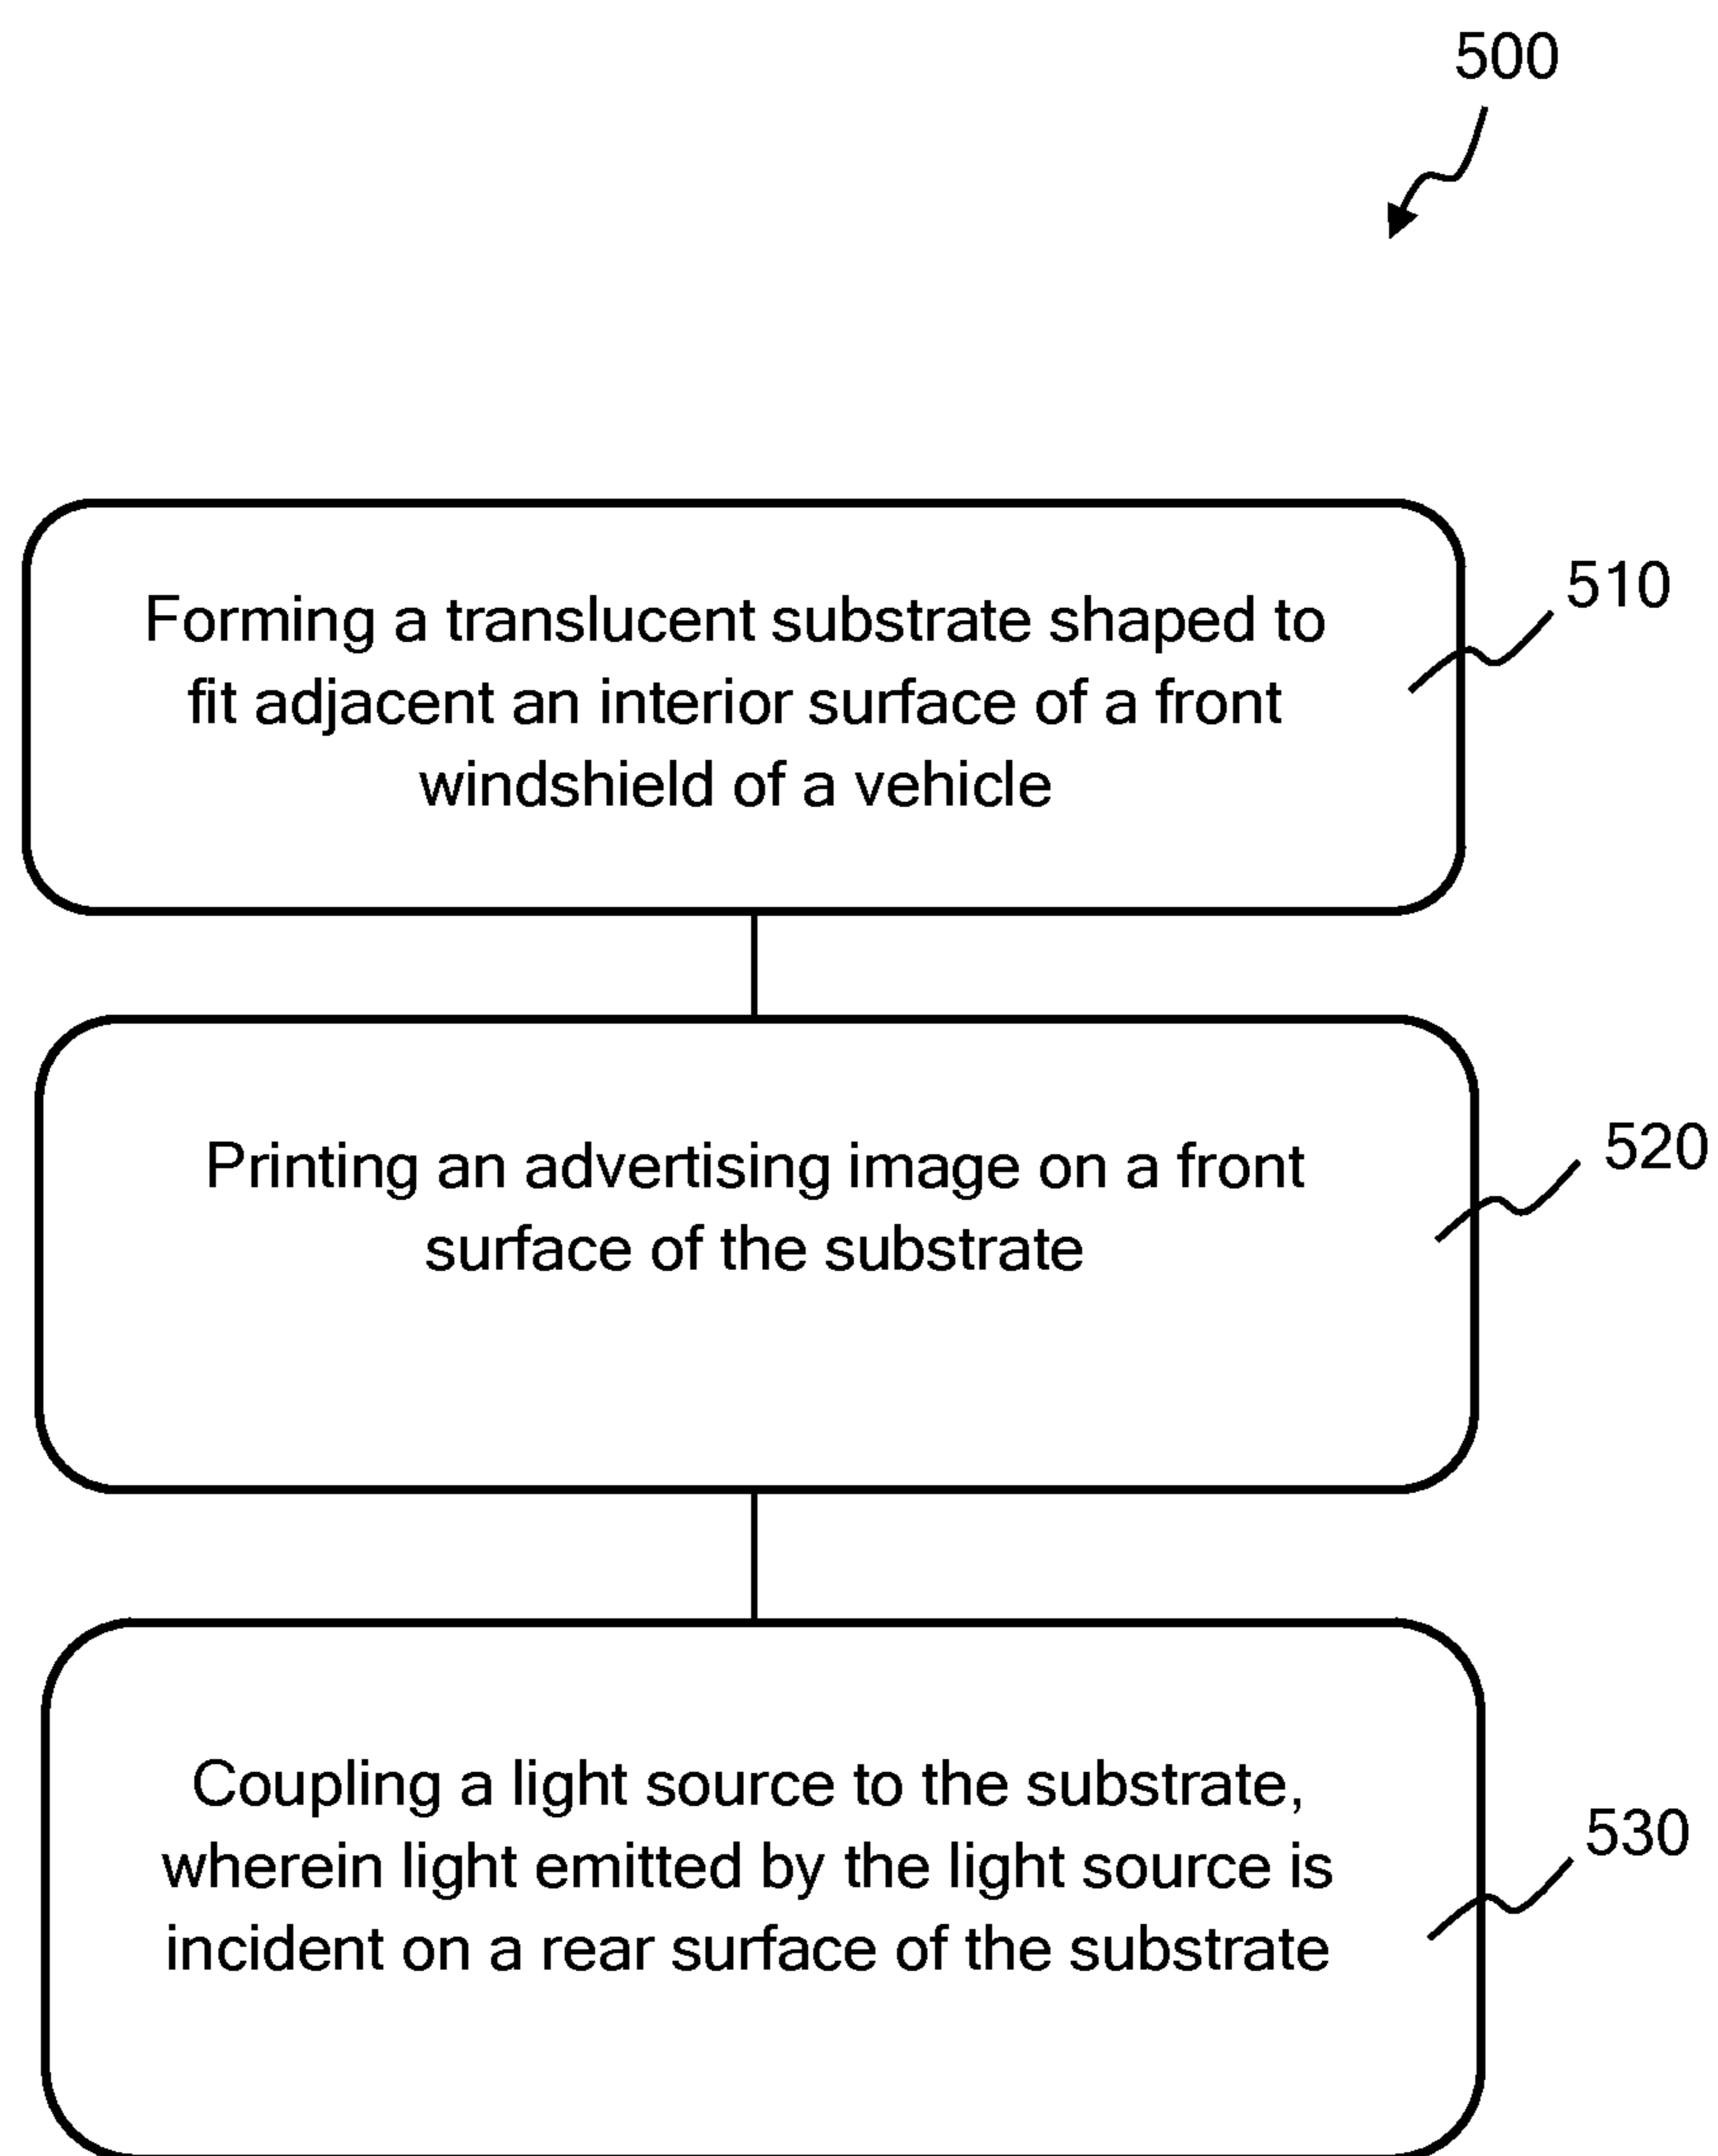 500
Forming a translucent substrate shaped to
fit adjacent an interior surface of a front
windshield of a vehicle
510
Printing an advertising image on a front
surface of the substrate
520
Coupling a light source to the substrate,
wherein light emitted by the light source is
incident on a rear surface of the substrate
530